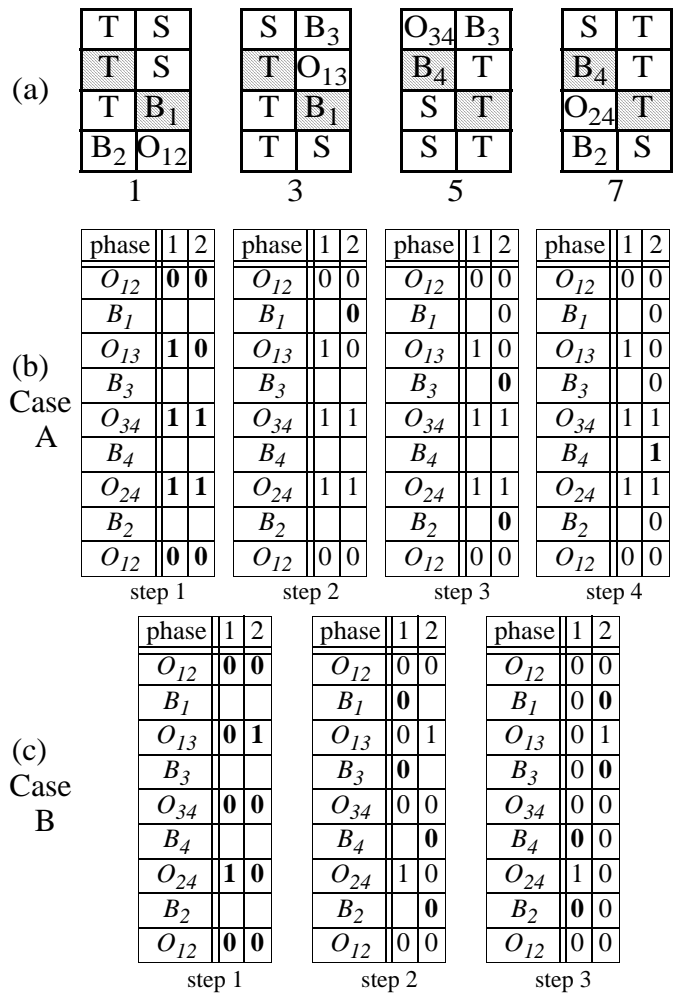 (a)
T S
T S
T B1
B2 O12
1
S B3
T O13
T B1
T S
3
O34 B3
B4 T
S T
S T
5
S T
B4 T
O24 T
B2 S
7
(b)
Case
A
phase 1 2
O12 0 0
B1
O13 1 0
B3
O34 1 1
B4
O24 1 1
B2
O12 0 0
step 1
phase 1 2
O12 0 0
B1 0
O13 1 0
B3
O34 1 1
B4
O24 1 1
B2
O12 0 0
step 2
phase 1 2
O12 0 0
B1 0
O13 1 0
B3 0
O34 1 1
B4
O24 1 1
B2 0
O12 0 0
step 3
phase 1 2
O12 0 0
B1 0
O13 1 0
B3 0
O34 1 1
B4 1
O24 1 1
B2 0
O12 0 0
step 4
(c)
Case
B
phase 1 2
O12 0 0
B1
O13 0 1
B3
O34 0 0
B4
O24 1 0
B2
O12 0 0
step 1
phase 1 2
O12 0 0
B1 0
O13 0 1
B3 0
O34 0 0
B4 0
O24 1 0
B2 0
O12 0 0
step 2
phase 1 2
O12 0 0
B1 0 0
O13 0 1
B3 0 0
O34 0 0
B4 0 0
O24 1 0
B2 0 0
O12 0 0
step 3